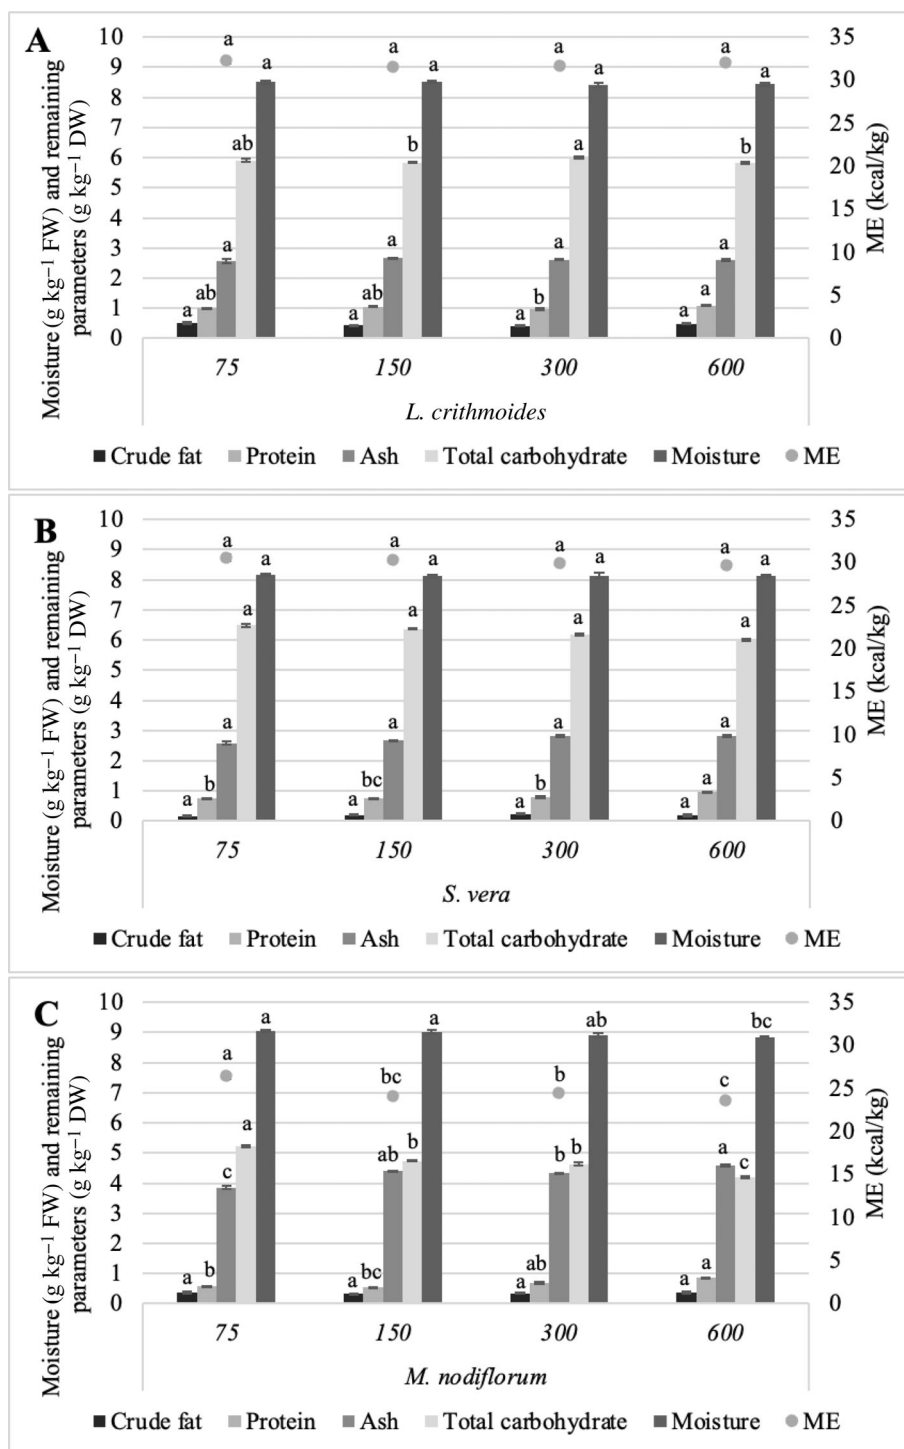 A
Moisture (g kg⁻¹ FW) and remaining
parameters (g kg⁻¹ DW)
10
9
8
7
6
5
4
3
2
1
0
35
30
25
20
15
10
5
0
ME (kcal/kg)
a a a a
a a a a
ab b a b
a a a a
a ab a ab a b a a
75 150 300 600
L. crithmoides
Crude fat Protein Ash Total carbohydrate Moisture ME
B
Moisture (g kg⁻¹ FW) and remaining
parameters (g kg⁻¹ DW)
10
9
8
7
6
5
4
3
2
1
0
35
30
25
20
15
10
5
0
ME (kcal/kg)
a a a a
a a a a
a a a a
a a a a
a b a bc a b a a
75 150 300 600
S. vera
Crude fat Protein Ash Total carbohydrate Moisture ME
C
Moisture (g kg⁻¹ FW) and remaining
parameters (g kg⁻¹ DW)
10
9
8
7
6
5
4
3
2
1
0
35
30
25
20
15
10
5
0
ME (kcal/kg)
a a ab bc
a bc b c
c a ab b b b a c
a b a bc a ab a a
75 150 300 600
M. nodiflorum
Crude fat Protein Ash Total carbohydrate Moisture ME